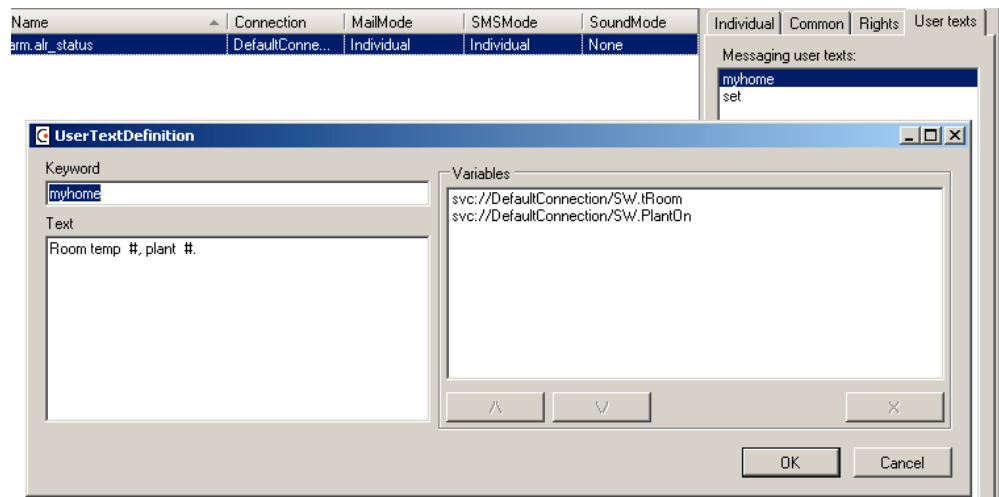 Name Connection MailMode SMSMode SoundMode Individual Common Rights User texts
arm.alr_status DefaultConne... Individual Individual None
Messaging user texts:
myhome
set
UserTextDefinition
Keyword
myhome
Text
Room temp #, plant #.
Variables
svc://DefaultConnection/SW.tRoom
svc://DefaultConnection/SW.PlantOn
/\ \/ X
OK Cancel